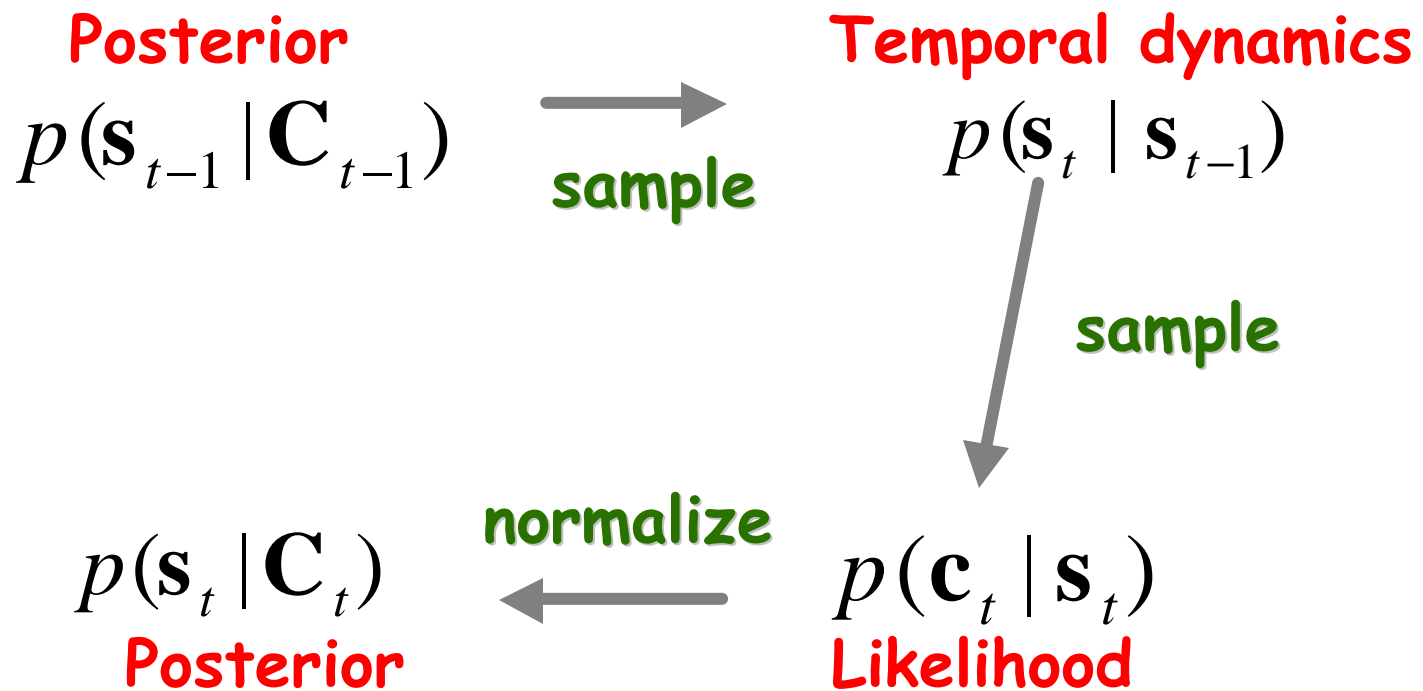 Posterior
p(s_{t−1} | C_{t−1})
sample
Temporal dynamics
p(s_t | s_{t−1})
sample
normalize
p(s_t | C_t)
Posterior
p(c_t | s_t)
Likelihood